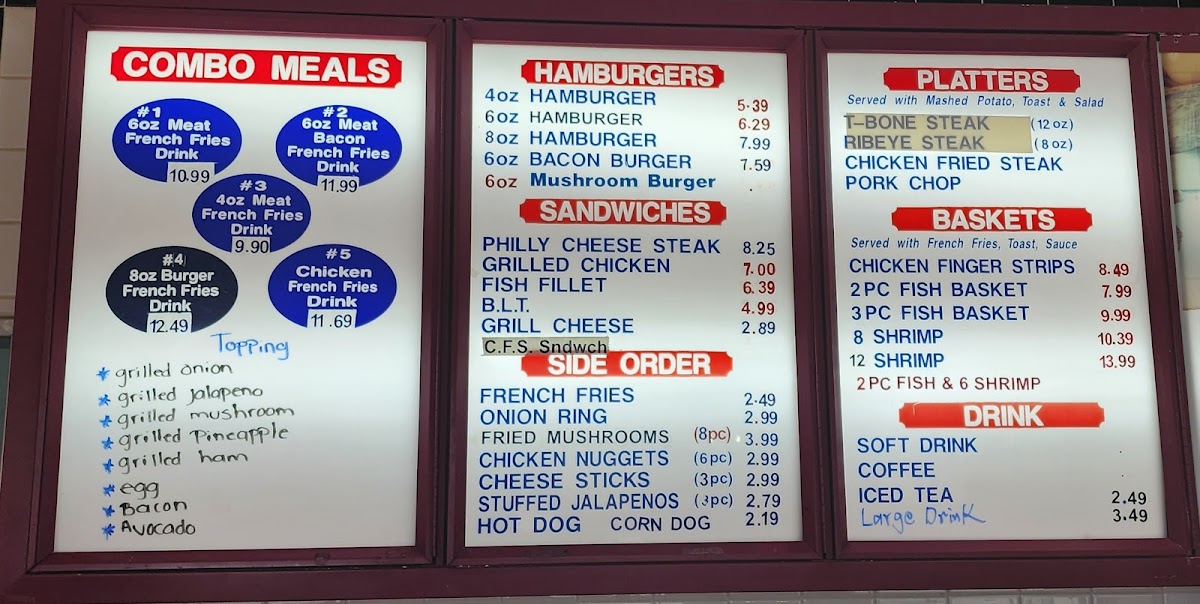 COMBO MEALS
#1
6oz Meat
French Fries
Drink
10.99
#2
6oz Meat
Bacon
French Fries
Drink
11.99
#3
4oz Meat
French Fries
Drink
9.90
#4
8oz Burger
French Fries
Drink
12.49
#5
Chicken
French Fries
Drink
11.69
Topping
* grilled onion
* grilled Jalapeno
* grilled mushroom
* grilled Pineapple
* grilled ham
* egg
* Bacon
* Avocado
HAMBURGERS
4oz HAMBURGER 5.39
6oz HAMBURGER 6.29
8oz HAMBURGER 7.99
6oz BACON BURGER 7.59
6oz Mushroom Burger
SANDWICHES
PHILLY CHEESE STEAK 8.25
GRILLED CHICKEN 7.00
FISH FILLET 6.39
B.L.T. 4.99
GRILL CHEESE 2.89
C.F.S. Sndwch
SIDE ORDER
FRENCH FRIES 2.49
ONION RING 2.99
FRIED MUSHROOMS (8pc) 3.99
CHICKEN NUGGETS (6pc) 2.99
CHEESE STICKS (3pc) 2.99
STUFFED JALAPENOS (3pc) 2.79
HOT DOG CORN DOG 2.19
PLATTERS
Served with Mashed Potato, Toast & Salad
T-BONE STEAK (12 oz)
RIBEYE STEAK (8 oz)
CHICKEN FRIED STEAK
PORK CHOP
BASKETS
Served with French Fries, Toast, Sauce
CHICKEN FINGER STRIPS 8.49
2PC FISH BASKET 7.99
3PC FISH BASKET 9.99
8 SHRIMP 10.39
12 SHRIMP 13.99
2PC FISH & 6 SHRIMP
DRINK
SOFT DRINK
COFFEE
ICED TEA 2.49
Large Drink 3.49